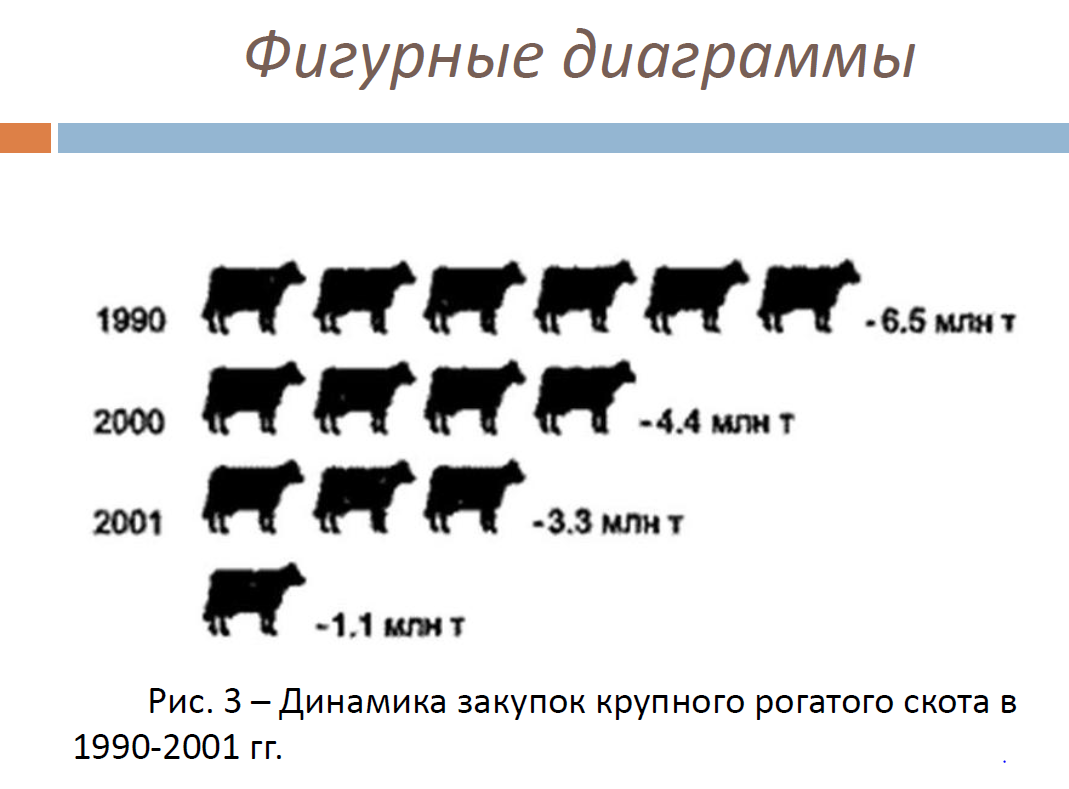 Фигурные диаграммы
1990 -6.5 млн т
2000 -4.4 млн т
2001 -3.3 млн т
-1.1 млн т
Рис. 3 – Динамика закупок крупного рогатого скота в
1990-2001 гг.
.